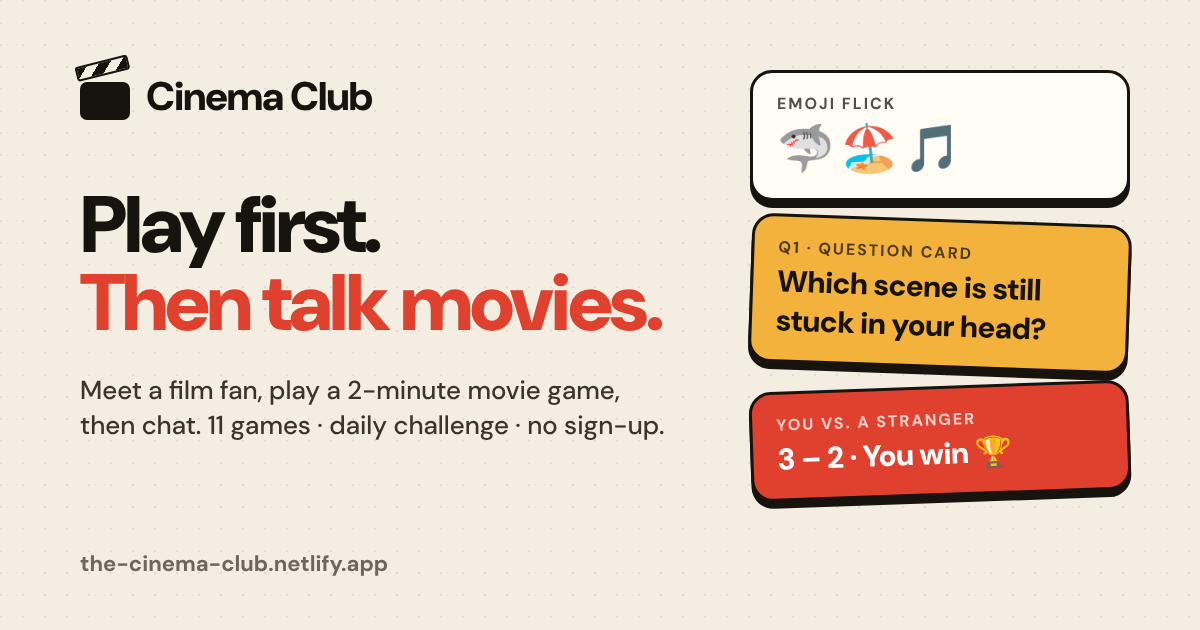 Cinema Club
Play first.
Then talk movies.
Meet a film fan, play a 2-minute movie game,
then chat. 11 games · daily challenge · no sign-up.
the-cinema-club.netlify.app
EMOJI FLICK
🦈 🏖️ 🎵
Q1 · QUESTION CARD
Which scene is still
stuck in your head?
YOU VS. A STRANGER
3 – 2 · You win 🏆